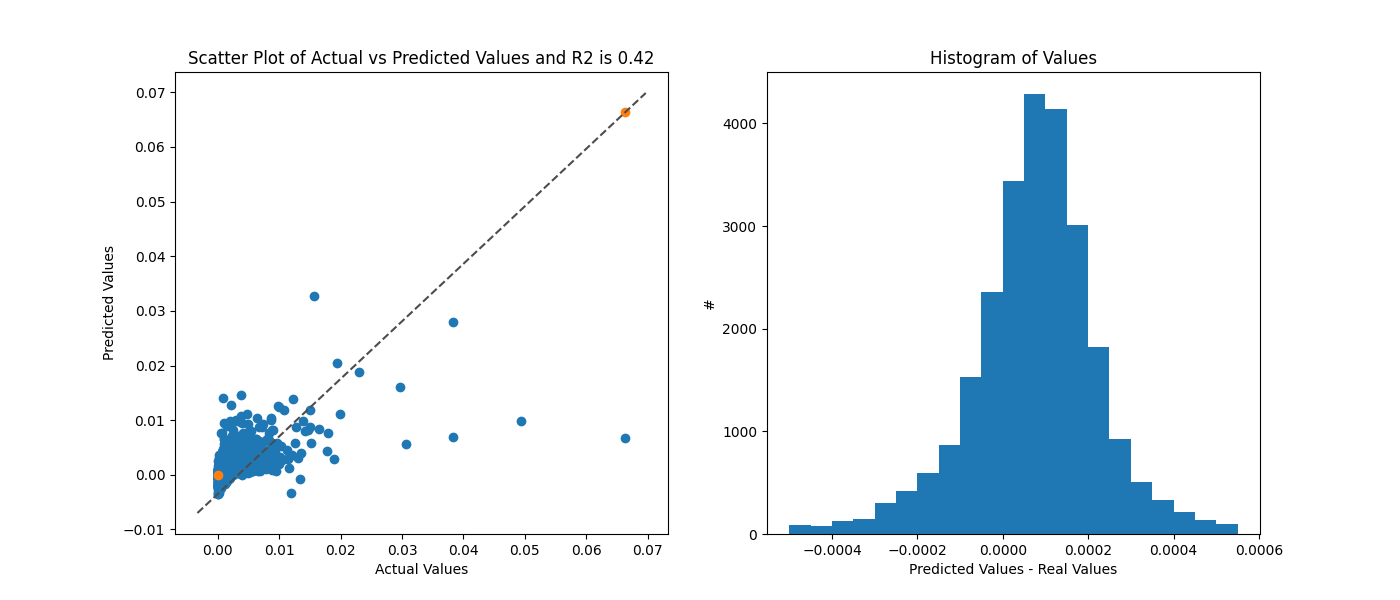 Scatter Plot of Actual vs Predicted Values and R2 is 0.42
0.07
0.06
0.05
0.04
0.03
0.02
0.01
0.00
−0.01
Predicted Values
0.00 0.01 0.02 0.03 0.04 0.05 0.06 0.07
Actual Values
Histogram of Values
4000
3000
2000
1000
0
#
−0.0004 −0.0002 0.0000 0.0002 0.0004 0.0006
Predicted Values - Real Values